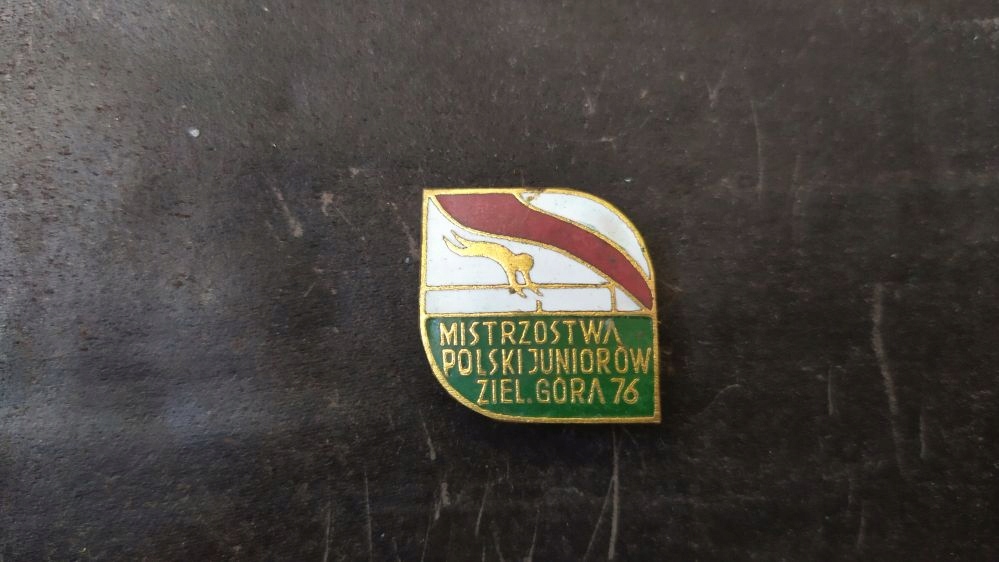 MISTRZOSTWA
POLSKI JUNIORÓW
ZIEL. GÓRA 76